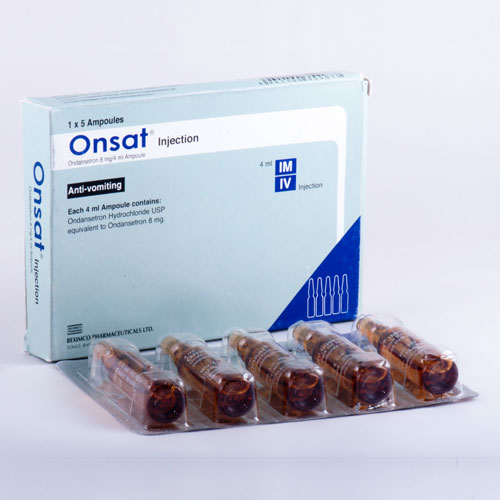 1 x 5 Ampoules
Onsat® Injection
Ondansetron 8 mg/4 ml Ampoule
Anti-vomiting
Each 4 ml Ampoule contains:
Ondansetron Hydrochloride USP
equivalent to Ondansetron 8 mg.
4 ml IM
IV Injection
BEXIMCO PHARMACEUTICALS LTD.
Onsat® Injection